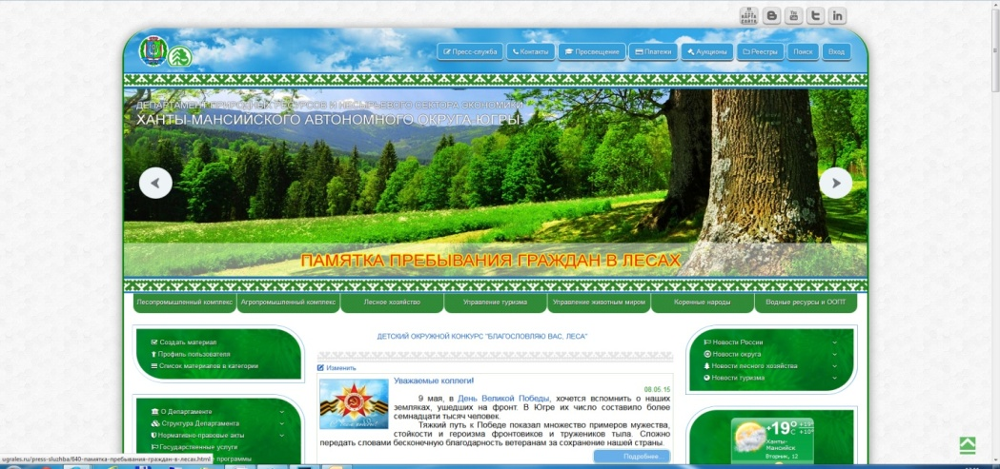 КАРТА
САЙТА
You
Пресс-служба
Контакты
Просвещение
Платежи
Аукционы
Реестры
Поиск
Вход
ДЕПАРТАМЕНТ ПРИРОДНЫХ РЕСУРСОВ И НЕСЫРЬЕВОГО СЕКТОРА ЭКОНОМИКИ
ХАНТЫ-МАНСИЙСКОГО АВТОНОМНОГО ОКРУГА-ЮГРЫ
ПАМЯТКА ПРЕБЫВАНИЯ ГРАЖДАН В ЛЕСАХ
Лесопромышленный комплекс
Агропромышленный комплекс
Лесное хозяйство
Управление туризма
Управление животным миром
Коренные народы
Водные ресурсы и ООПТ
Создать материал
Профиль пользователя
Список материалов в категории
О Департаменте
Структура Департамента
Нормативно-правовые акты
Государственные услуги
программы
ДЕТСКИЙ ОКРУЖНОЙ КОНКУРС "БЛАГОСЛОВЛЯЮ ВАС, ЛЕСА"
Изменить
Уважаемые коллеги!
08.05.15
9 мая, в День Великой Победы, хочется вспомнить о наших
земляках, ушедших на фронт. В Югре их число составило более
семнадцати тысяч человек.
Тяжкий путь к Победе показал множество примеров мужества,
стойкости и героизма фронтовиков и тружеников тыла. Сложно
передать словами бесконечную благодарность ветеранам за сохранение нашей страны.
Подробнее...
Новости России
Новости округа
Новости лесного хозяйства
Новости туризма
+19°
+19°
+10°
Ханты-
Мансийск
Вторник, 12
ugrales.ru/press-sluzhba/640-памятка-пребывания-граждан-в-лесах.html